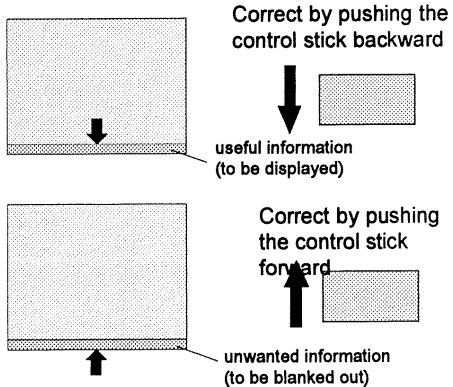 Correct by pushing the
control stick backward
useful information
(to be displayed)
Correct by pushing
the control stick
forward
unwanted information
(to be blanked out)